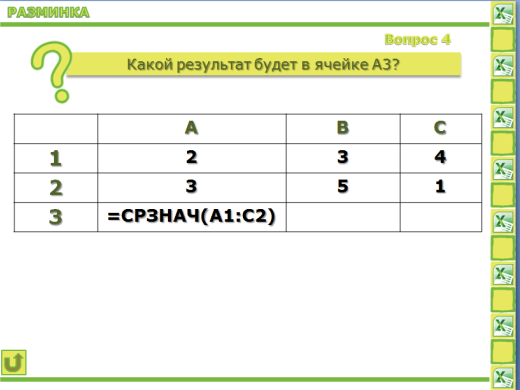 РАЗМИНКА
Вопрос 4
Какой результат будет в ячейке А3?
A B C
1 2 3 4
2 3 5 1
3 =СРЗНАЧ(A1:C2)